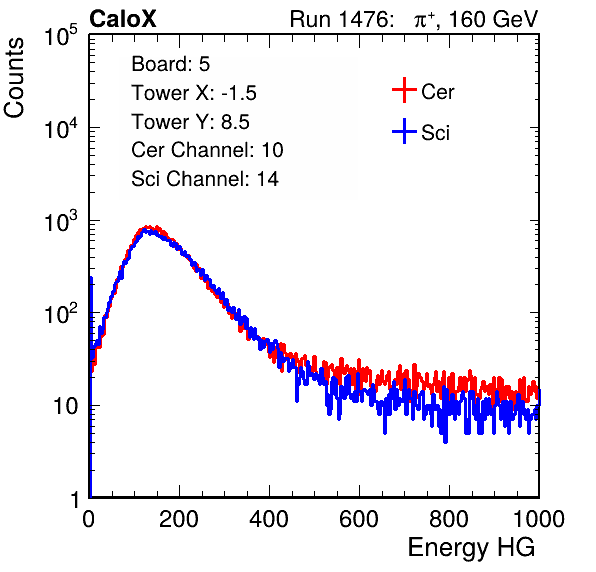 CaloX Run 1476: π⁺, 160 GeV
Counts
10⁵
10⁴
10³
10²
10
1
Board: 5
Tower X: -1.5
Tower Y: 8.5
Cer Channel: 10
Sci Channel: 14
Cer
Sci
0 200 400 600 800 1000
Energy HG